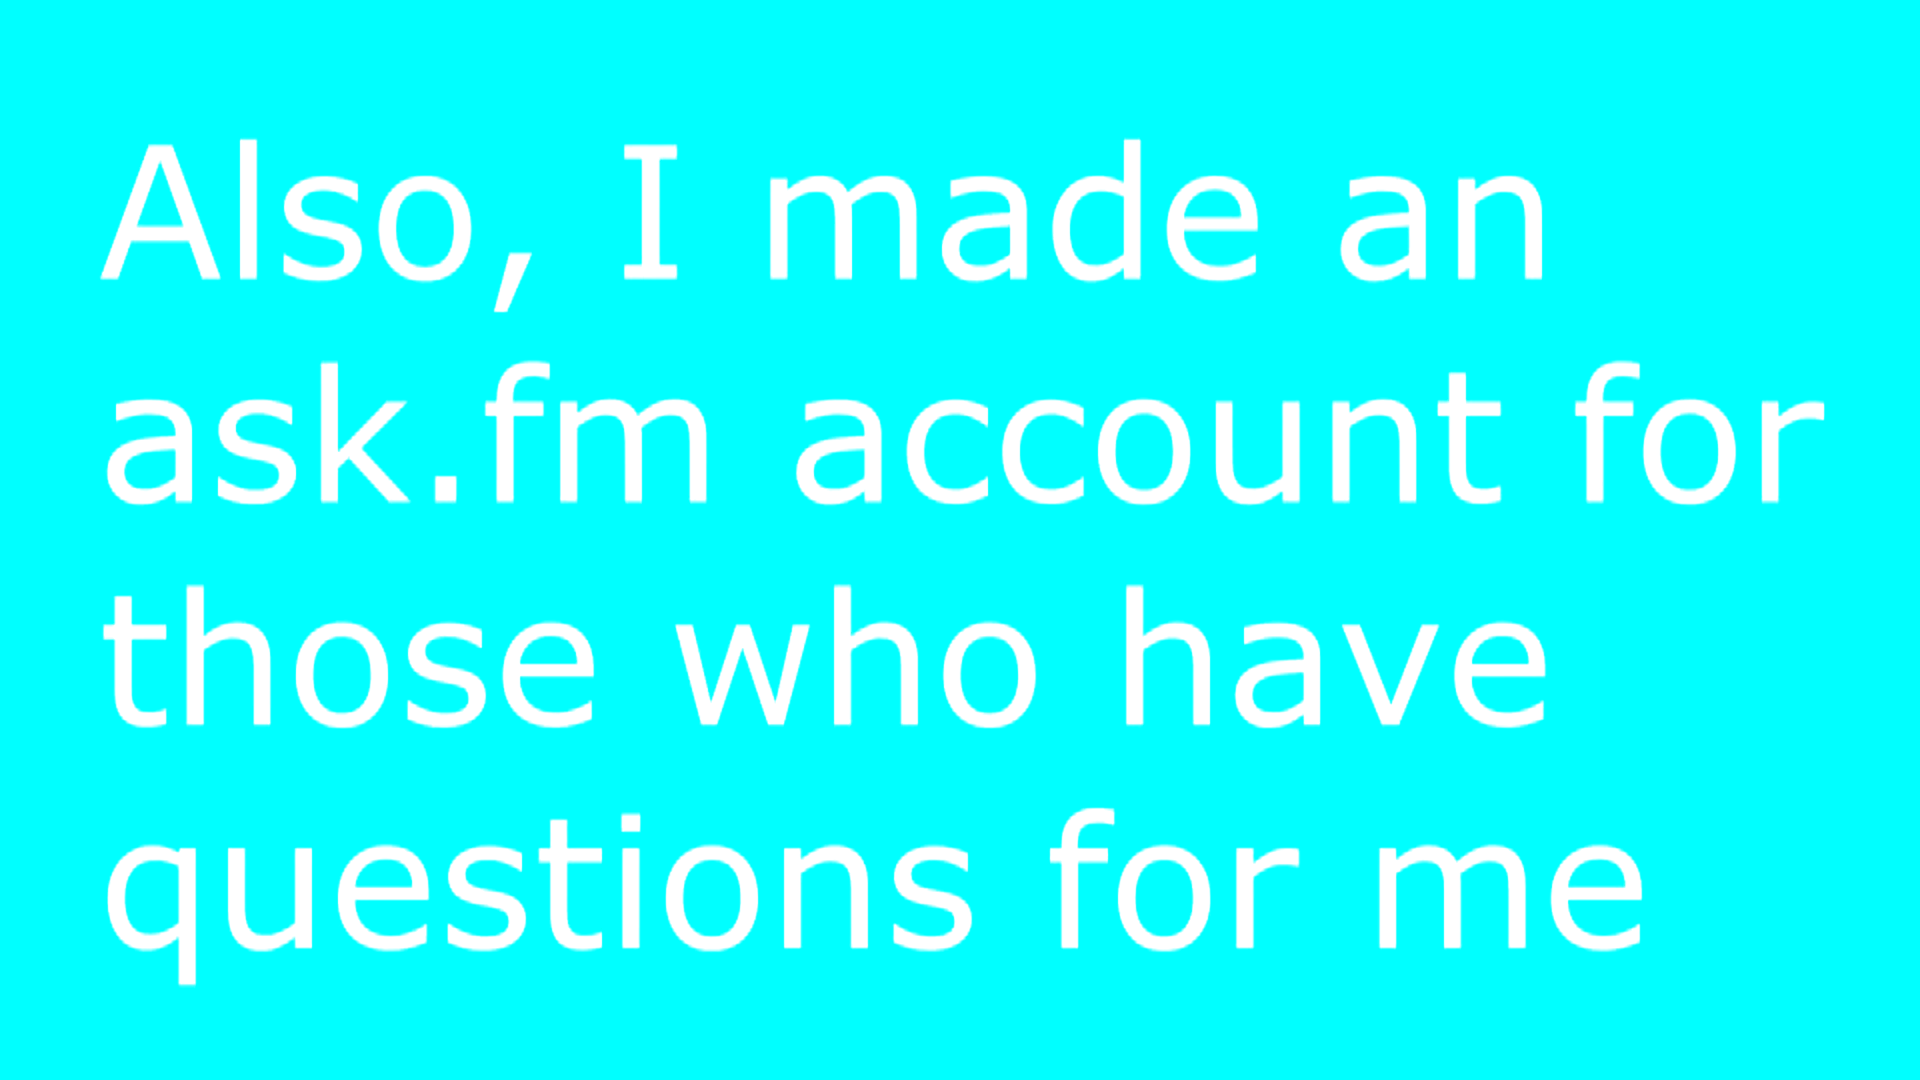 Also, I made an
ask.fm account for
those who have
questions for me